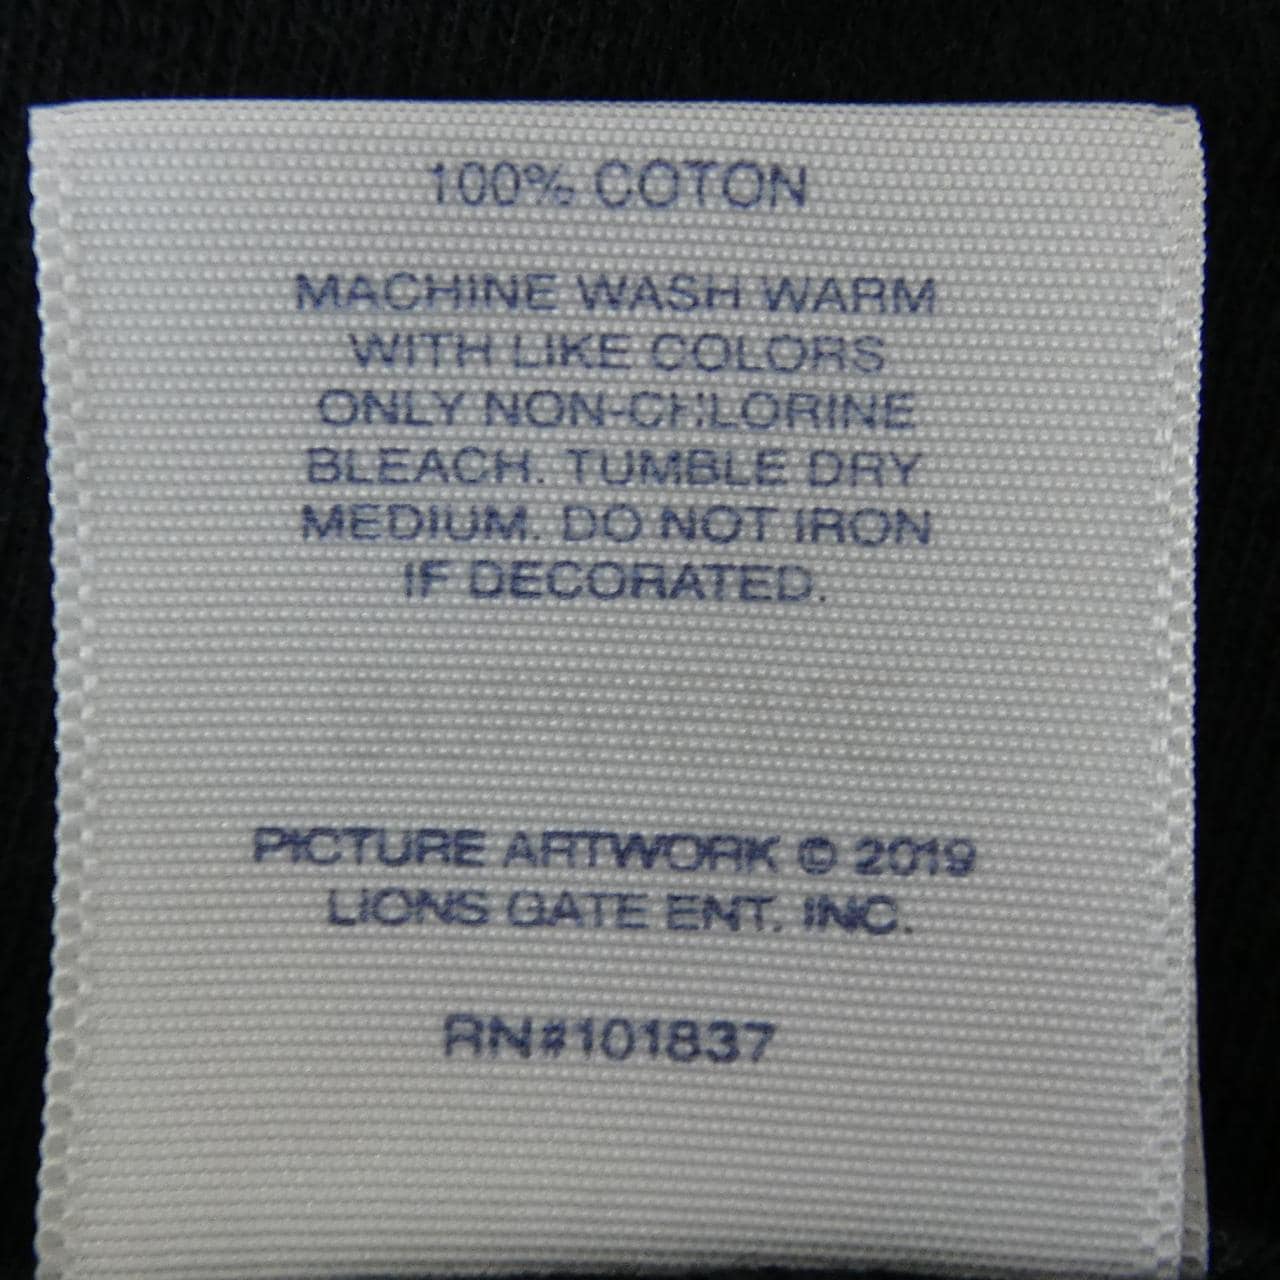 100% COTON
MACHINE WASH WARM
WITH LIKE COLORS
ONLY NON-CHLORINE
BLEACH. TUMBLE DRY
MEDIUM. DO NOT IRON
IF DECORATED.
PICTURE ARTWORK © 2019
LIONS GATE ENT. INC.
RN#101837